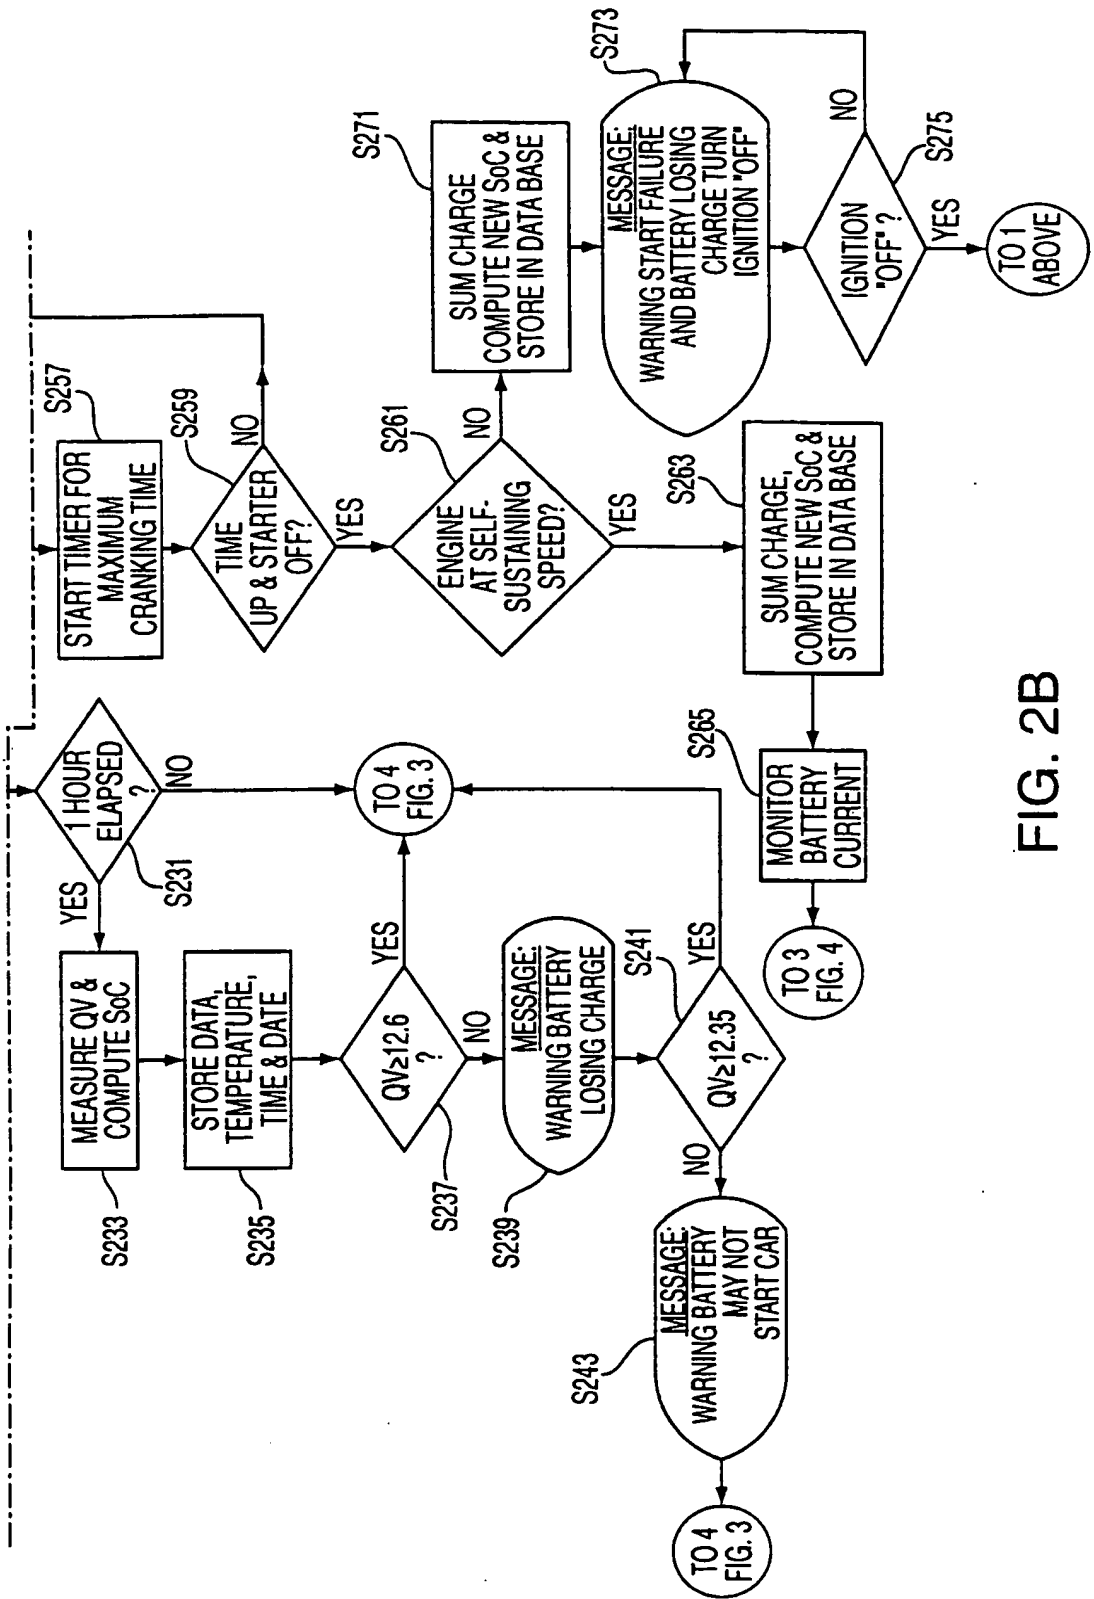 1 HOUR
ELAPSED
?
S231
YES
NO
MEASURE QV &
COMPUTE SoC
S233
STORE DATA,
TEMPERATURE,
TIME & DATE
S235
QV≥12.6
?
S237
YES
NO
TO 4
FIG. 3
MESSAGE:
WARNING BATTERY
LOSING CHARGE
S239
QV≥12.35
?
S241
YES
NO
MESSAGE:
WARNING BATTERY
MAY NOT
START CAR
S243
TO 4
FIG. 3
START TIMER FOR
MAXIMUM
CRANKING TIME
S257
TIME
UP & STARTER
OFF?
S259
NO
YES
ENGINE
AT SELF-
SUSTAINING
SPEED?
S261
NO
YES
SUM CHARGE,
COMPUTE NEW SoC &
STORE IN DATA BASE
S263
MONITOR
BATTERY
CURRENT
S265
TO 3
FIG. 4
SUM CHARGE
COMPUTE NEW SoC &
STORE IN DATA BASE
S271
MESSAGE:
WARNING START FAILURE
AND BATTERY LOSING
CHARGE TURN
IGNITION "OFF"
S273
IGNITION
"OFF" ?
S275
NO
YES
TO 1
ABOVE
FIG. 2B